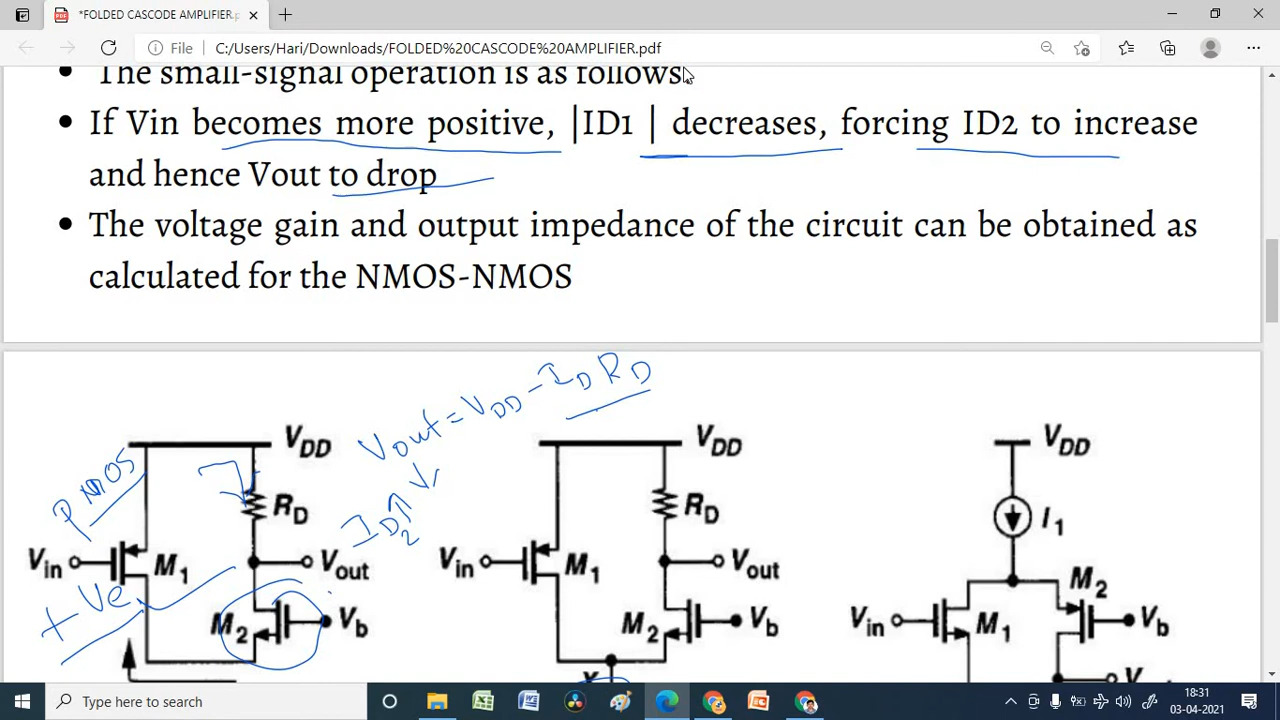 *FOLDED CASCODE AMPLIFIER.p
File C:/Users/Hari/Downloads/FOLDED%20CASCODE%20AMPLIFIER.pdf
The small-signal operation is as follows.
• If Vin becomes more positive, |ID1 | decreases, forcing ID2 to increase
and hence Vout to drop
• The voltage gain and output impedance of the circuit can be obtained as
calculated for the NMOS-NMOS
Vout = VDD - ID RD
VDD VDD VDD
PMOS
RD RD I1
ID2↑
Vin M1 Vout Vin M1 Vout
+ve
M2 Vb M2 Vb Vin M1 M2 Vb
X
Type here to search
18:31
03-04-2021